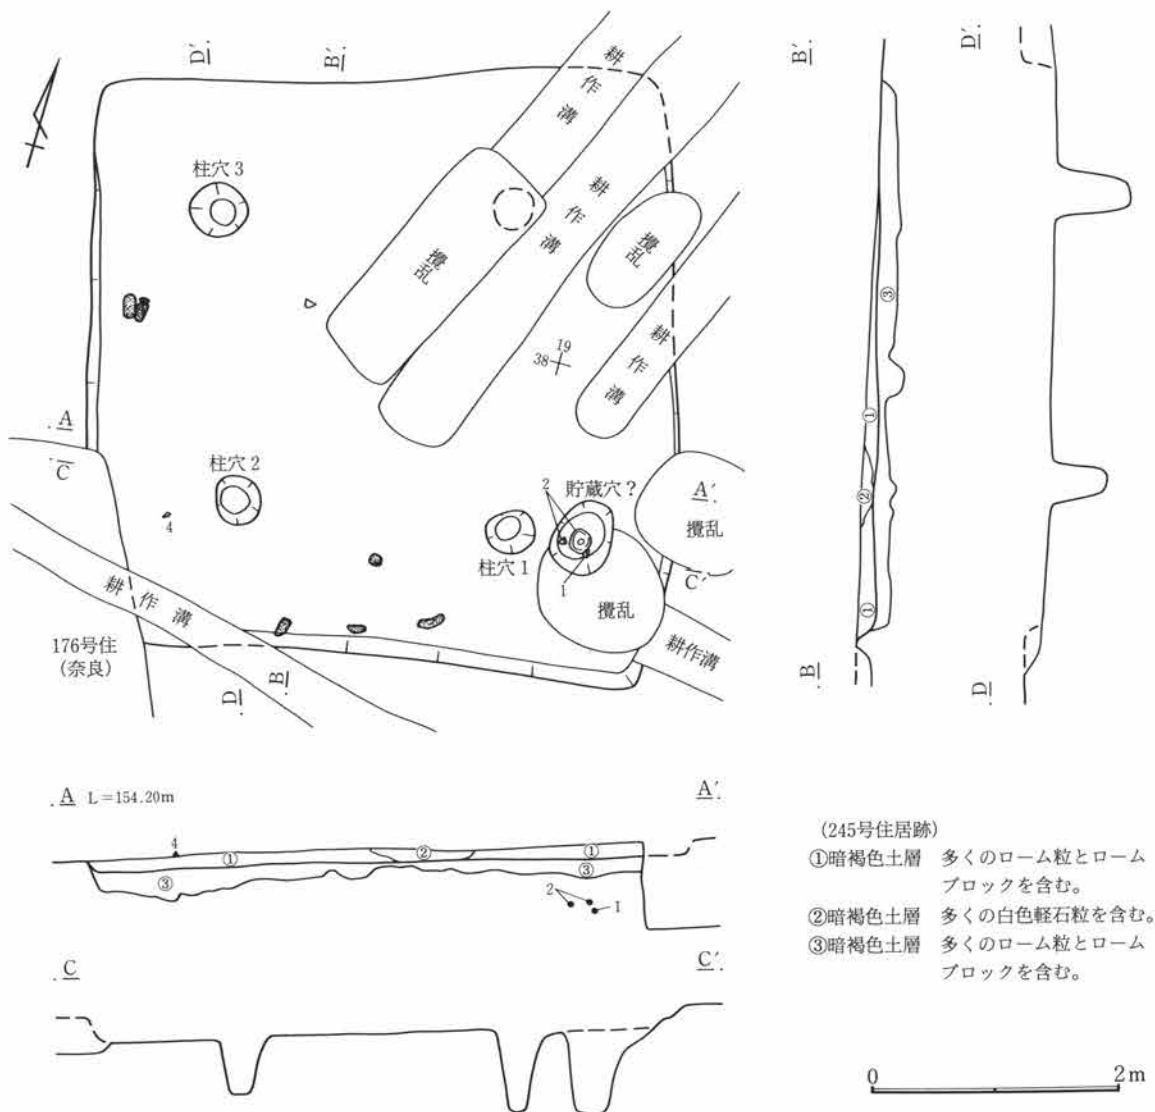 D′
B′
耕作溝
柱穴 3
耕作溝
攪乱
攪乱
耕作溝
19
38
A
C
柱穴 2
4
2
貯蔵穴？
A′
攪乱
柱穴 1
1
C′
攪乱
耕作溝
耕作溝
176号住
(奈良)
D
B
B′
D′
③
①
②
①
B
D
A L＝154.20m
A′
4
①
②
①
③
③
2
1
C
C′
(245号住居跡)
①暗褐色土層 多くのローム粒とローム
ブロックを含む。
②暗褐色土層 多くの白色軽石粒を含む。
③暗褐色土層 多くのローム粒とローム
ブロックを含む。
0
2m